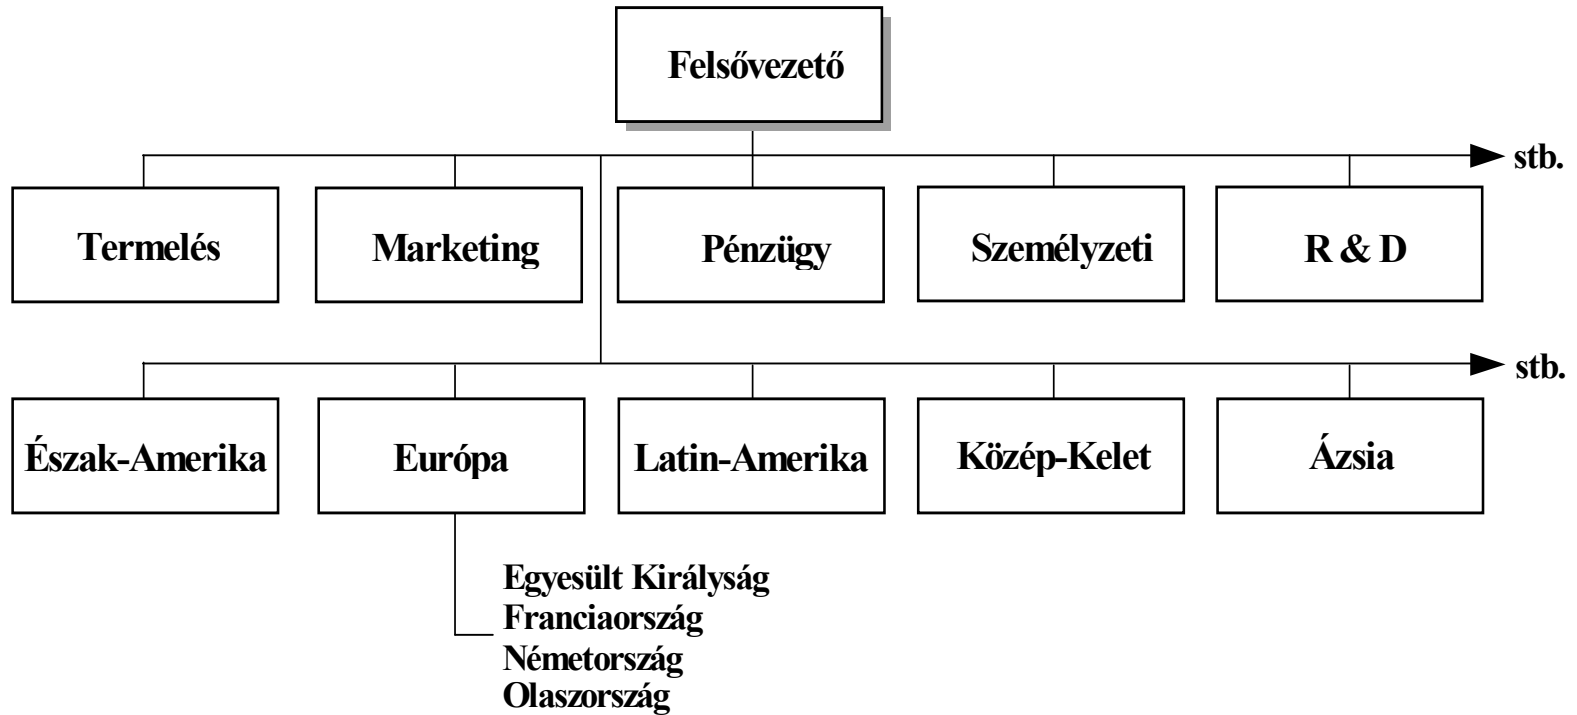 Felsővezető
stb.
Termelés
Marketing
Pénzügy
Személyzeti
R & D
stb.
Észak-Amerika
Európa
Latin-Amerika
Közép-Kelet
Ázsia
Egyesült Királyság
Franciaország
Németország
Olaszország